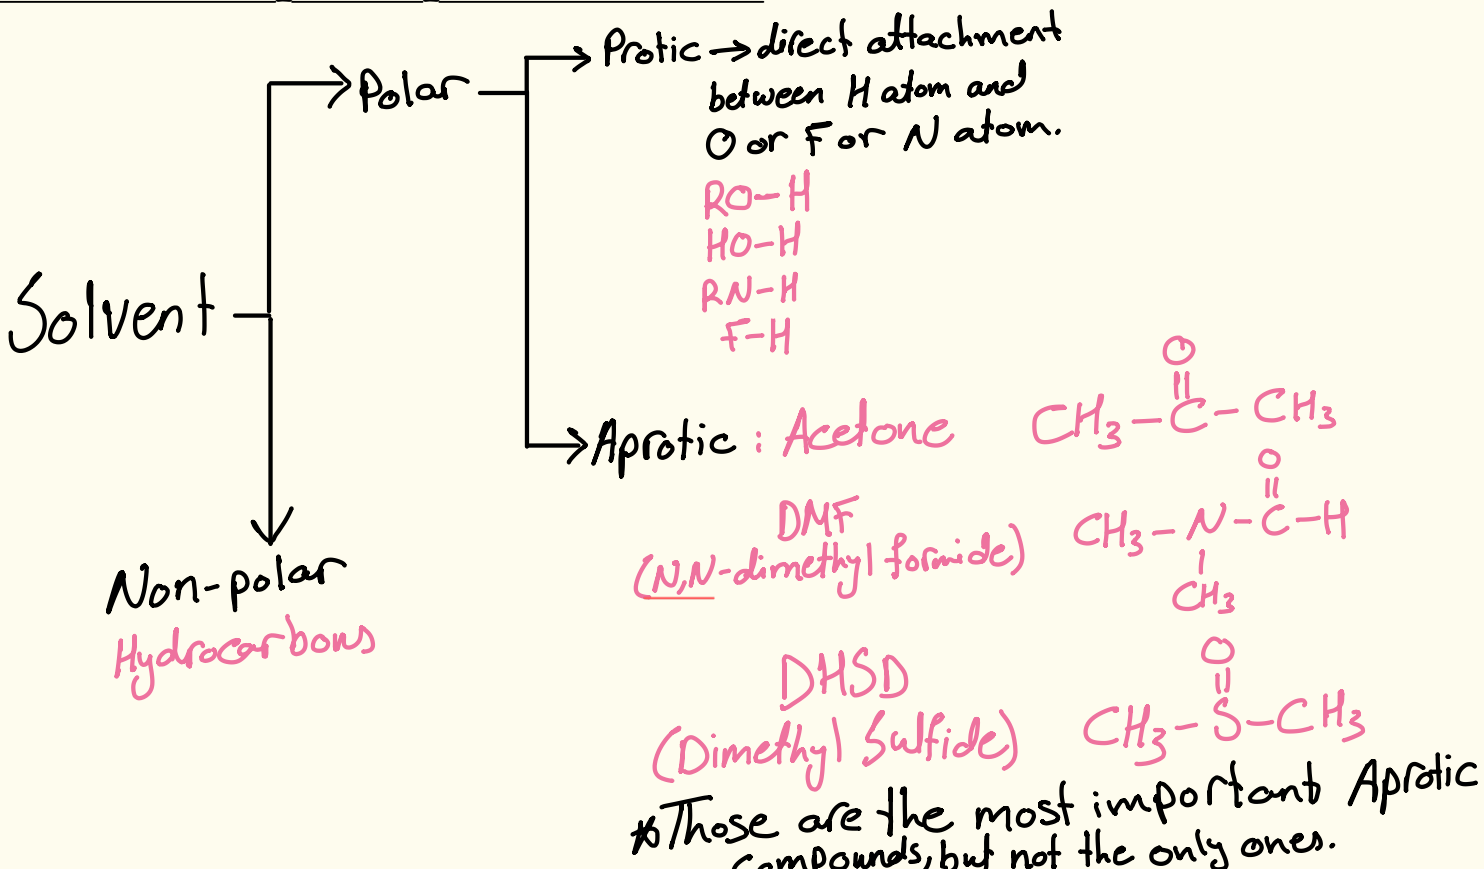 Solvent
Polar
Protic → direct attachment
between H atom and
O or F or N atom.
RO-H
HO-H
RN-H
F-H
Aprotic : Acetone
O
CH3-C-CH3
DMF
(N,N-dimethyl formide)
O
CH3-N-C-H
CH3
DHSD
(Dimethyl Sulfide)
O
CH3-S-CH3
*Those are the most important Aprotic
compounds, but not the only ones.
Non-polar
Hydrocarbons